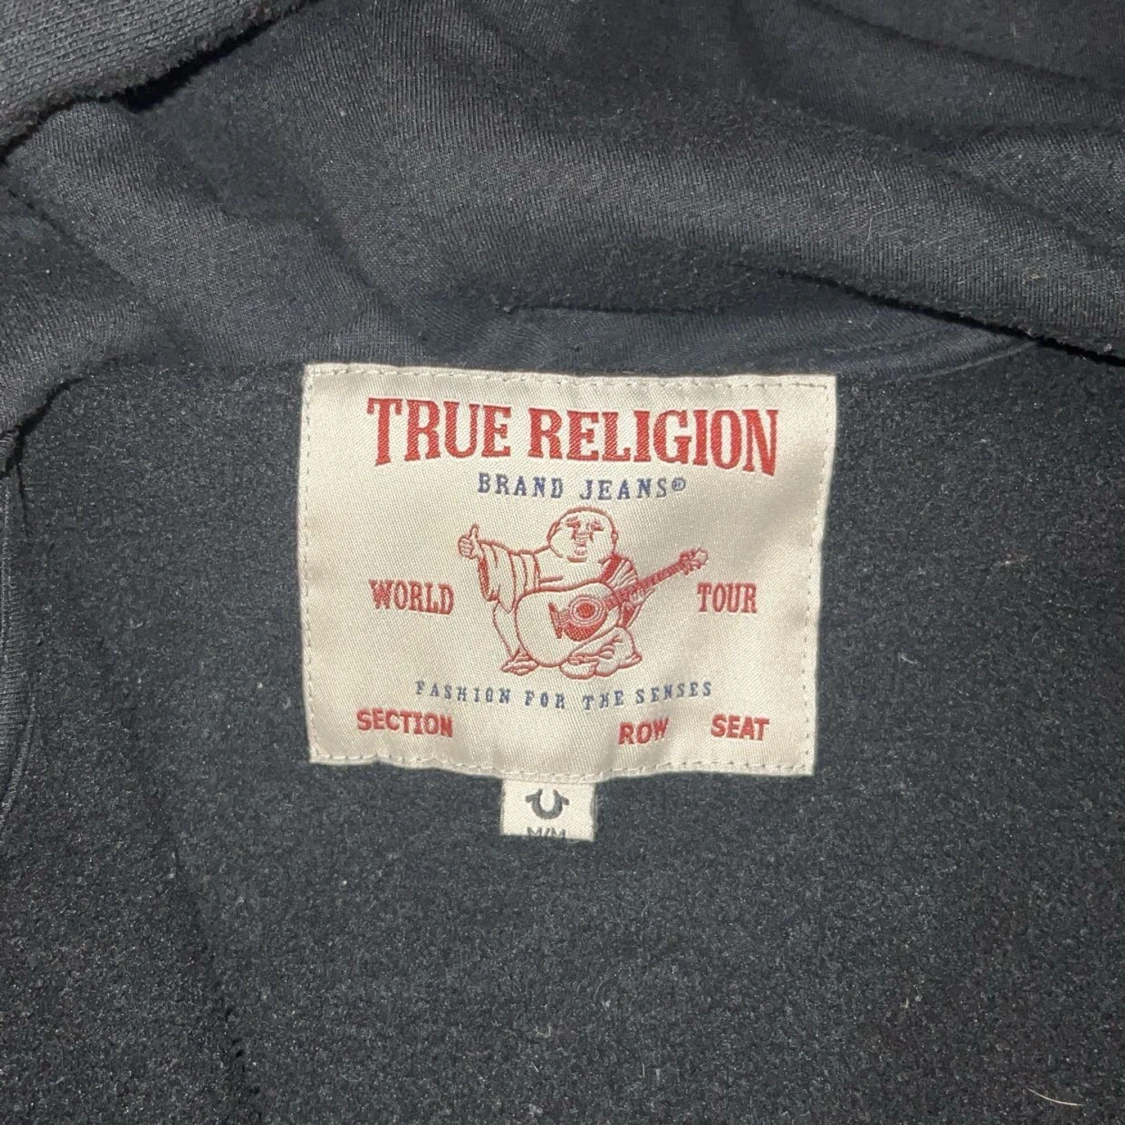 TRUE RELIGION
BRAND JEANS®
WORLD TOUR
FASHION FOR THE SENSES
SECTION ROW SEAT
M/M